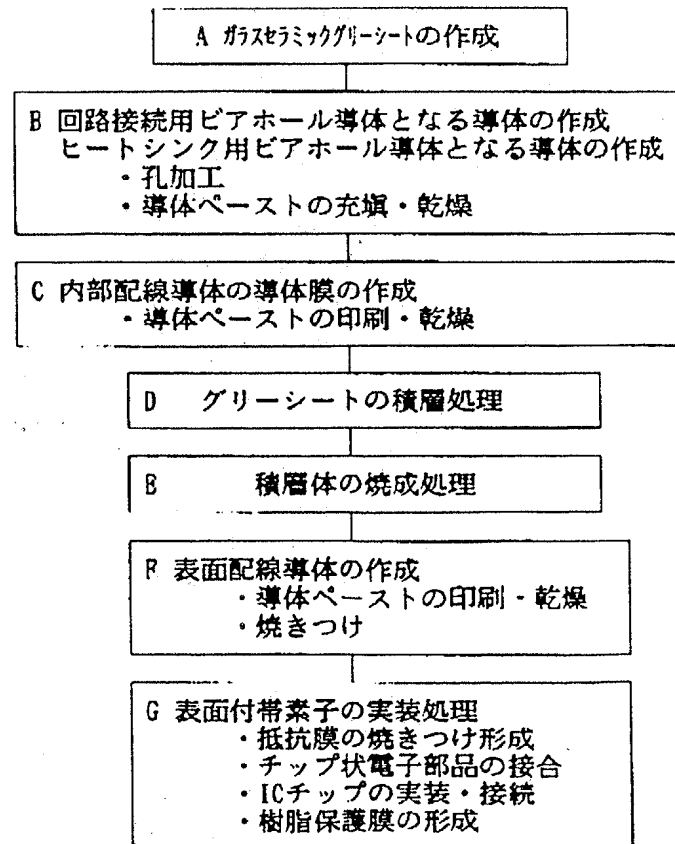 A ガラスセラミックグリーシートの作成
B 回路接続用ビアホール導体となる導体の作成
ヒートシンク用ビアホール導体となる導体の作成
・孔加工
・導体ペーストの充塡・乾燥
C 内部配線導体の導体膜の作成
・導体ペーストの印刷・乾燥
D グリーシートの積層処理
E 積層体の焼成処理
F 表面配線導体の作成
・導体ペーストの印刷・乾燥
・焼きつけ
G 表面付帯素子の実装処理
・抵抗膜の焼きつけ形成
・チップ状電子部品の接合
・ICチップの実装・接続
・樹脂保護膜の形成